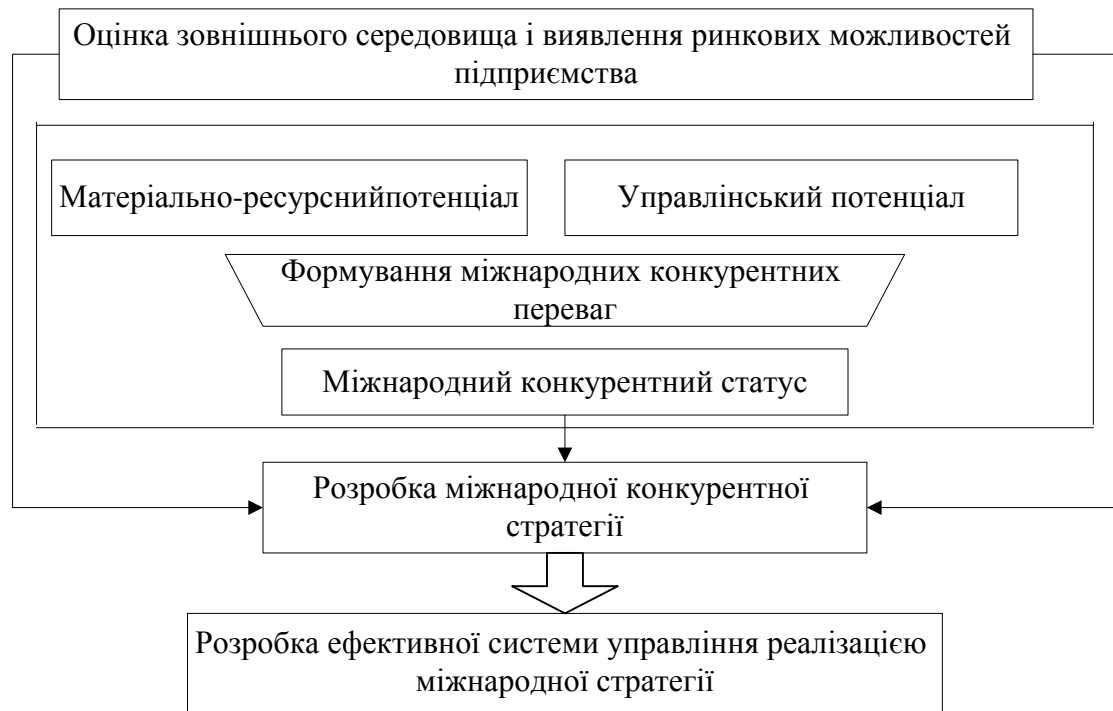 Оцінка зовнішнього середовища і виявлення ринкових можливостей
підприємства
Матеріально-ресурснийпотенціал
Управлінський потенціал
Формування міжнародних конкурентних
переваг
Міжнародний конкурентний статус
Розробка міжнародної конкурентної
стратегії
Розробка ефективної системи управління реалізацією
міжнародної стратегії